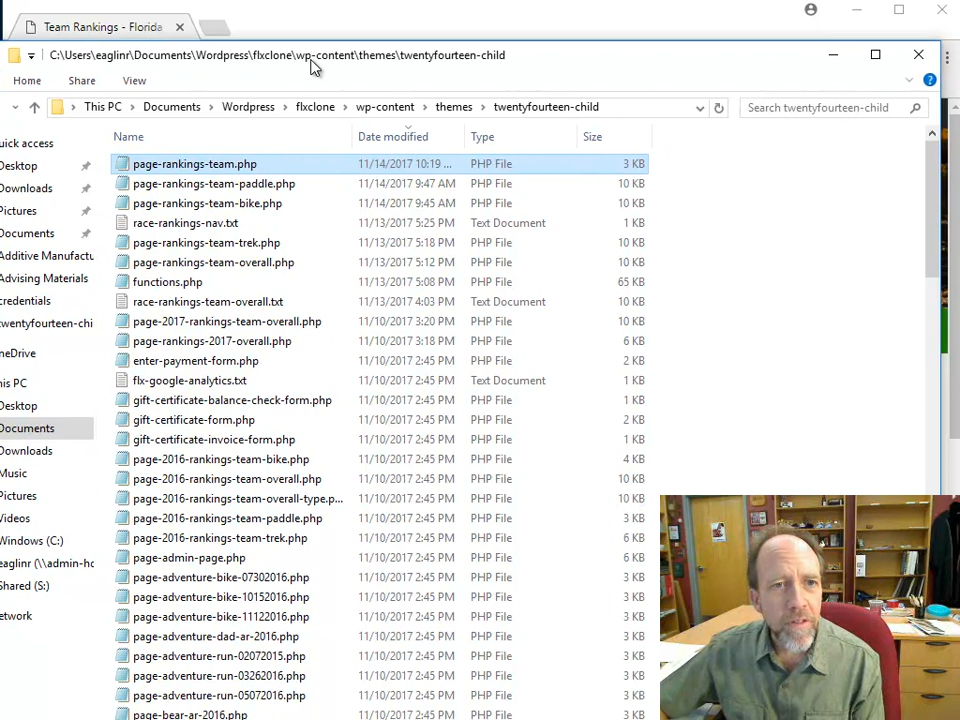 Team Rankings - Florida
C:\Users\eaglinr\Documents\Wordpress\flxclone\wp-content\themes\twentyfourteen-child
Home Share View
This PC Documents Wordpress flxclone wp-content themes twentyfourteen-child Search twentyfourteen-child
Name Date modified Type Size
uick access
Desktop
Downloads
Pictures
Documents
Additive Manufactu
Advising Materials
credentials
twentyfourteen-chi
neDrive
his PC
Desktop
Documents
Downloads
Music
Pictures
Videos
Windows (C:)
eaglinr (\\admin-ho
Shared (S:)
etwork
page-rankings-team.php 11/14/2017 10:19 ... PHP File 3 KB
page-rankings-team-paddle.php 11/14/2017 9:47 AM PHP File 10 KB
page-rankings-team-bike.php 11/14/2017 9:45 AM PHP File 10 KB
race-rankings-nav.txt 11/13/2017 5:25 PM Text Document 1 KB
page-rankings-team-trek.php 11/13/2017 5:18 PM PHP File 10 KB
page-rankings-team-overall.php 11/13/2017 5:12 PM PHP File 10 KB
functions.php 11/13/2017 5:08 PM PHP File 65 KB
race-rankings-team-overall.txt 11/13/2017 4:03 PM Text Document 10 KB
page-2017-rankings-team-overall.php 11/10/2017 3:20 PM PHP File 10 KB
page-rankings-2017-overall.php 11/10/2017 3:18 PM PHP File 6 KB
enter-payment-form.php 11/10/2017 2:45 PM PHP File 2 KB
flx-google-analytics.txt 11/10/2017 2:45 PM Text Document 1 KB
gift-certificate-balance-check-form.php 11/10/2017 2:45 PM PHP File 1 KB
gift-certificate-form.php 11/10/2017 2:45 PM PHP File 2 KB
gift-certificate-invoice-form.php 11/10/2017 2:45 PM PHP File 1 KB
page-2016-rankings-team-bike.php 11/10/2017 2:45 PM PHP File 4 KB
page-2016-rankings-team-overall.php 11/10/2017 2:45 PM PHP File 10 KB
page-2016-rankings-team-overall-type.p... 11/10/2017 2:45 PM PHP File 10 KB
page-2016-rankings-team-paddle.php 11/10/2017 2:45 PM PHP File 6 KB
page-2016-rankings-team-trek.php 11/10/2017 2:45 PM PHP File 6 KB
page-admin-page.php 11/10/2017 2:45 PM PHP File 6 KB
page-adventure-bike-07302016.php 11/10/2017 2:45 PM PHP File 3 KB
page-adventure-bike-10152016.php 11/10/2017 2:45 PM PHP File 3 KB
page-adventure-bike-11122016.php 11/10/2017 2:45 PM PHP File 3 KB
page-adventure-dad-ar-2016.php 11/10/2017 2:45 PM PHP File 3 KB
page-adventure-run-02072015.php 11/10/2017 2:45 PM PHP File 3 KB
page-adventure-run-03262016.php 11/10/2017 2:45 PM PHP File 3 KB
page-adventure-run-05072016.php 11/10/2017 2:45 PM PHP File 3 KB
page-bear-ar-2016.php 11/10/2017 2:45 PM PHP File 3 KB